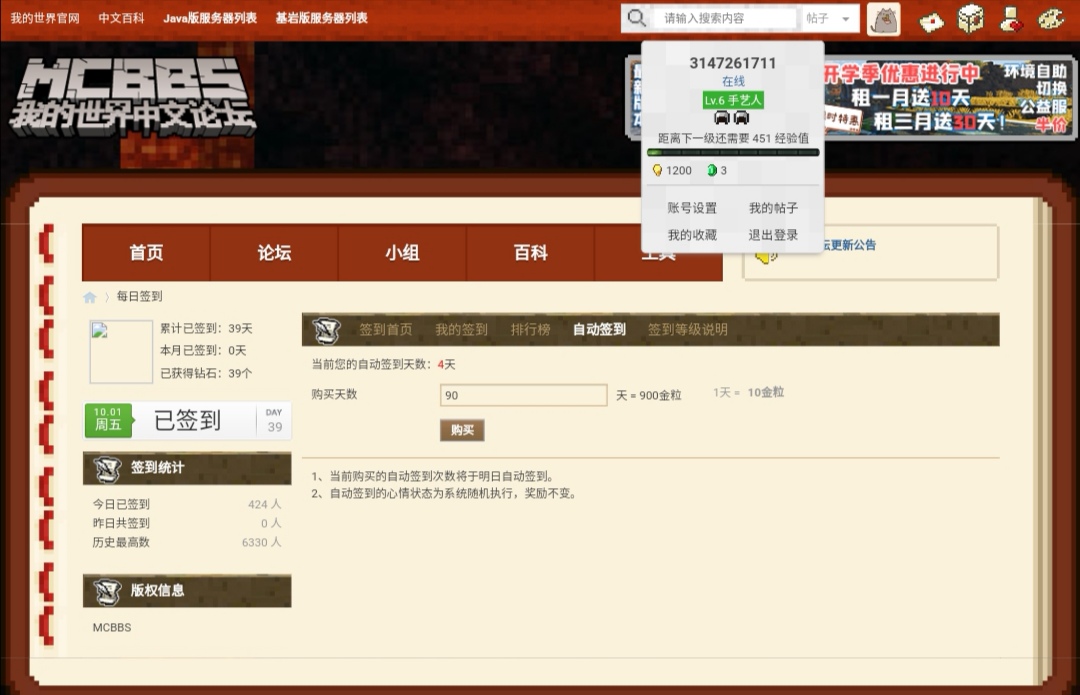 我的世界官网 中文百科 Java版服务器列表 基岩版服务器列表
请输入搜索内容 帖子
MCBBS
我的世界中文论坛
3147261711
在线
Lv.6 手艺人
距离下一级还需要 451 经验值
1200 3
账号设置 我的帖子
我的收藏 退出登录
开学季优惠进行中
租一月送10天
租三月送30天!
环境自助
切换
公益服
半价
首页 论坛 小组 百科 工具
坛更新公告
每日签到
累计已签到：39天
本月已签到：0天
已获得钻石：39个
10.01
周五
已签到
DAY
39
签到统计
今日已签到 424 人
昨日共签到 0 人
历史最高数 6330 人
版权信息
MCBBS
签到首页 我的签到 排行榜 自动签到 签到等级说明
当前您的自动签到天数：4天
购买天数 90 天 = 900金粒 1天 = 10金粒
购买
1、当前购买的自动签到次数将于明日自动签到。
2、自动签到的心情状态为系统随机执行，奖励不变。